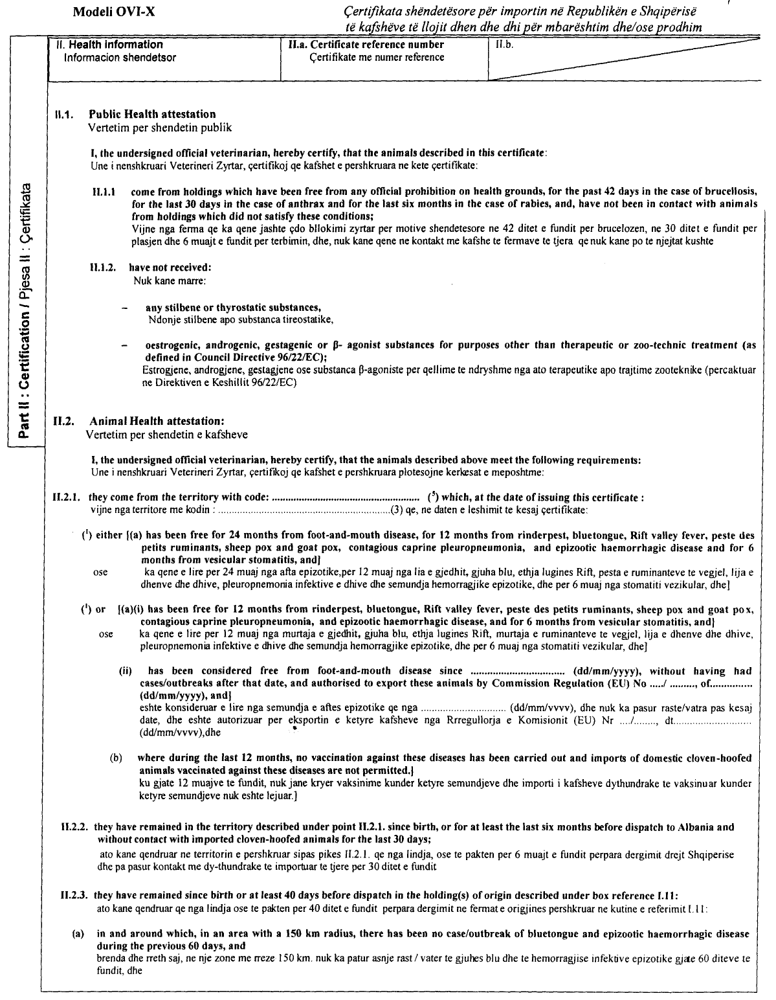 Modeli OVI-X
Çertifikata shëndetësore për importin në Republikën e Shqipërisë
të kafshëve të llojit dhen dhe dhi për mbarështim dhe/ose prodhim
II. Health information
Informacion shendetsor
II.a. Certificate reference number
Çertifikate me numer reference
II.b.
Part II : Certification / Pjesa II : Çertifikata
II.1. Public Health attestation
Vertetim per shendetin publik
I, the undersigned official veterinarian, hereby certify, that the animals described in this certificate:
Une i nenshkruari Veterineri Zyrtar, çertifikoj qe kafshet e pershkruara ne kete çertifikate:
II.1.1 come from holdings which have been free from any official prohibition on health grounds, for the past 42 days in the case of brucellosis,
for the last 30 days in the case of anthrax and for the last six months in the case of rabies, and, have not been in contact with animals
from holdings which did not satisfy these conditions;
Vijne nga ferma qe ka qene jashte çdo bllokimi zyrtar per motive shendetesore ne 42 ditet e fundit per brucelozen, ne 30 ditet e fundit per
plasjen dhe 6 muajt e fundit per terbimin, dhe, nuk kane qene ne kontakt me kafshe te fermave te tjera qe nuk kane po te njejtat kushte
II.1.2. have not received:
Nuk kane marre:
– any stilbene or thyrostatic substances,
Ndonje stilbene apo substanca tireostatike,
– oestrogenic, androgenic, gestagenic or β- agonist substances for purposes other than therapeutic or zoo-technic treatment (as
defined in Council Directive 96/22/EC);
Estrogjene, androgjene, gestagjene ose substanca β-agoniste per qellime te ndryshme nga ato terapeutike apo trajtime zooteknike (percaktuar
ne Direktiven e Keshillit 96/22/EC)
II.2. Animal Health attestation:
Vertetim per shendetin e kafsheve
I, the undersigned official veterinarian, hereby certify, that the animals described above meet the following requirements:
Une i nenshkruari Veterineri Zyrtar, çertifikoj qe kafshet e pershkruara plotesojne kerkesat e meposhtme:
II.2.1. they come from the territory with code: ...................................................... (⁵) which, at the date of issuing this certificate :
vijne nga territore me kodin : ................................................................(3) qe, ne daten e leshimit te kesaj çertifikate:
(¹) either [(a) has been free for 24 months from foot-and-mouth disease, for 12 months from rinderpest, bluetongue, Rift valley fever, peste des
petits ruminants, sheep pox and goat pox, contagious caprine pleuropneumonia, and epizootic haemorrhagic disease and for 6
months from vesicular stomatitis, and]
ose ka qene e lire per 24 muaj nga afta epizotike,per 12 muaj nga lia e gjedhit, gjuha blu, ethja lugines Rift, pesta e ruminanteve te vegjel, lija e
dhenve dhe dhive, pleuropnemonia infektive e dhive dhe semundja hemorragjike epizotike, dhe per 6 muaj nga stomatiti vezikular, dhe]
(¹) or [(a)(i) has been free for 12 months from rinderpest, bluetongue, Rift valley fever, peste des petits ruminants, sheep pox and goat pox,
contagious caprine pleuropneumonia, and epizootic haemorrhagic disease, and for 6 months from vesicular stomatitis, and]
ose ka qene e lire per 12 muaj nga murtaja e gjedhit, gjuha blu, ethja lugines Rift, murtaja e ruminanteve te vegjel, lija e dhenve dhe dhive,
pleuropnemonia infektive e dhive dhe semundja hemorragjike epizotike, dhe per 6 muaj nga stomatiti vezikular, dhe]
(ii) has been considered free from foot-and-mouth disease since ................................. (dd/mm/yyyy), without having had
cases/outbreaks after that date, and authorised to export these animals by Commission Regulation (EU) No ...../ ........., of...............
(dd/mm/yyyy), and]
eshte konsideruar e lire nga semundja e aftes epizotike qe nga ................................ (dd/mm/vvvv), dhe nuk ka pasur raste/vatra pas kesaj
date, dhe eshte autorizuar per eksportin e ketyre kafsheve nga Rregullorja e Komisionit (EU) Nr ..../........, dt.............................
(dd/mm/vvvv),dhe
(b) where during the last 12 months, no vaccination against these diseases has been carried out and imports of domestic cloven-hoofed
animals vaccinated against these diseases are not permitted.]
ku gjate 12 muajve te fundit, nuk jane kryer vaksinime kunder ketyre semundjeve dhe importi i kafsheve dythundrake te vaksinuar kunder
ketyre semundjeve nuk eshte lejuar.]
II.2.2. they have remained in the territory described under point II.2.1. since birth, or for at least the last six months before dispatch to Albania and
without contact with imported cloven-hoofed animals for the last 30 days;
ato kane qendruar ne territorin e pershkruar sipas pikes II.2.1. qe nga lindja, ose te pakten per 6 muajt e fundit perpara dergimit drejt Shqiperise
dhe pa pasur kontakt me dy-thundrake te importuar te tjere per 30 ditet e fundit
II.2.3. they have remained since birth or at least 40 days before dispatch in the holding(s) of origin described under box reference I.11:
ato kane qendruar qe nga lindja ose te pakten per 40 ditet e fundit perpara dergimit ne fermat e origjines pershkruar ne kutine e referimit I.11:
(a) in and around which, in an area with a 150 km radius, there has been no case/outbreak of bluetongue and epizootic haemorrhagic disease
during the previous 60 days, and
brenda dhe rreth saj, ne nje zone me rreze 150 km. nuk ka patur asnje rast / vater te gjuhes blu dhe te hemorragjise infektive epizotike gjate 60 diteve te
fundit, dhe